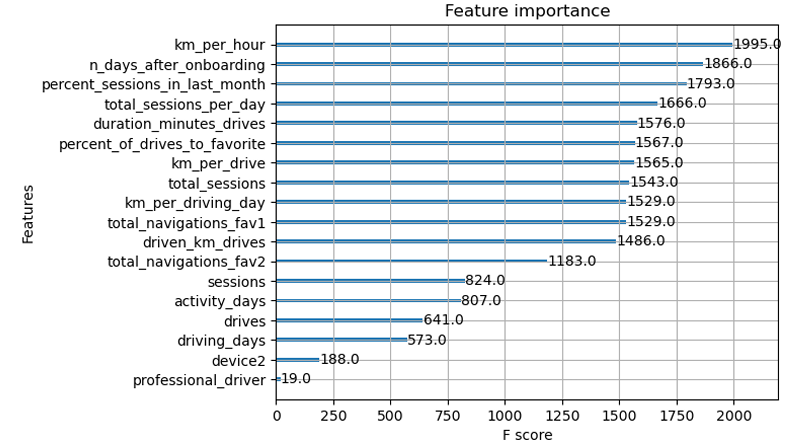 Feature importance
km_per_hour 1995.0
n_days_after_onboarding 1866.0
percent_sessions_in_last_month 1793.0
total_sessions_per_day 1666.0
duration_minutes_drives 1576.0
percent_of_drives_to_favorite 1567.0
km_per_drive 1565.0
total_sessions 1543.0
km_per_driving_day 1529.0
total_navigations_fav1 1529.0
driven_km_drives 1486.0
total_navigations_fav2 1183.0
sessions 824.0
activity_days 807.0
drives 641.0
driving_days 573.0
device2 188.0
professional_driver 19.0
Features
0 250 500 750 1000 1250 1500 1750 2000
F score